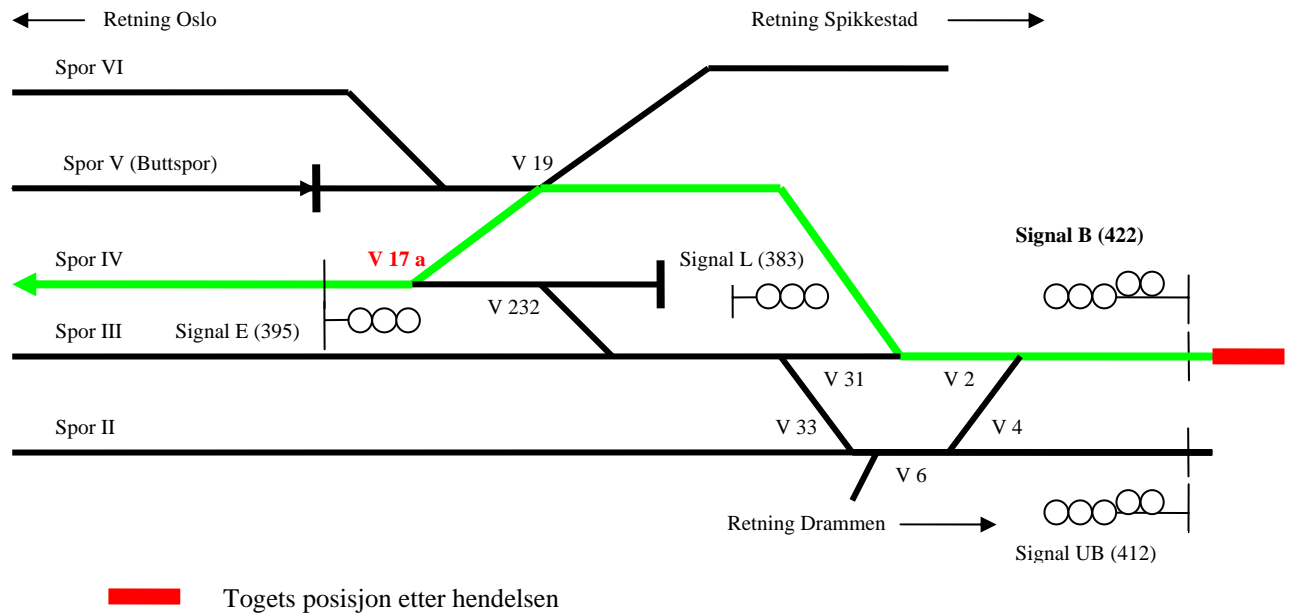 Retning Oslo
Retning Spikkestad
Spor VI
Spor V (Buttspor)
V 19
Signal B (422)
Spor IV
V 17 a
Signal L (383)
V 232
Signal E (395)
Spor III
V 31
V 2
Spor II
V 33
V 4
V 6
Retning Drammen
Signal UB (412)
Togets posisjon etter hendelsen